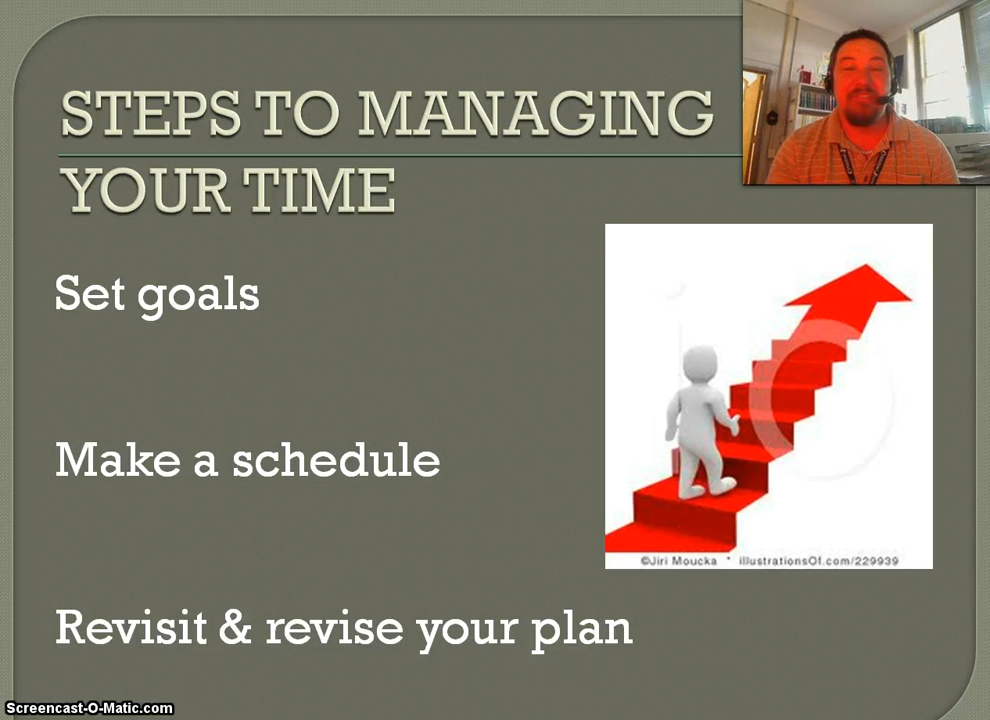 STEPS TO MANAGING
YOUR TIME
Set goals
Make a schedule
©Jiri Moucka * illustrationsOf.com/229939
Revisit & revise your plan
Screencast-O-Matic.com